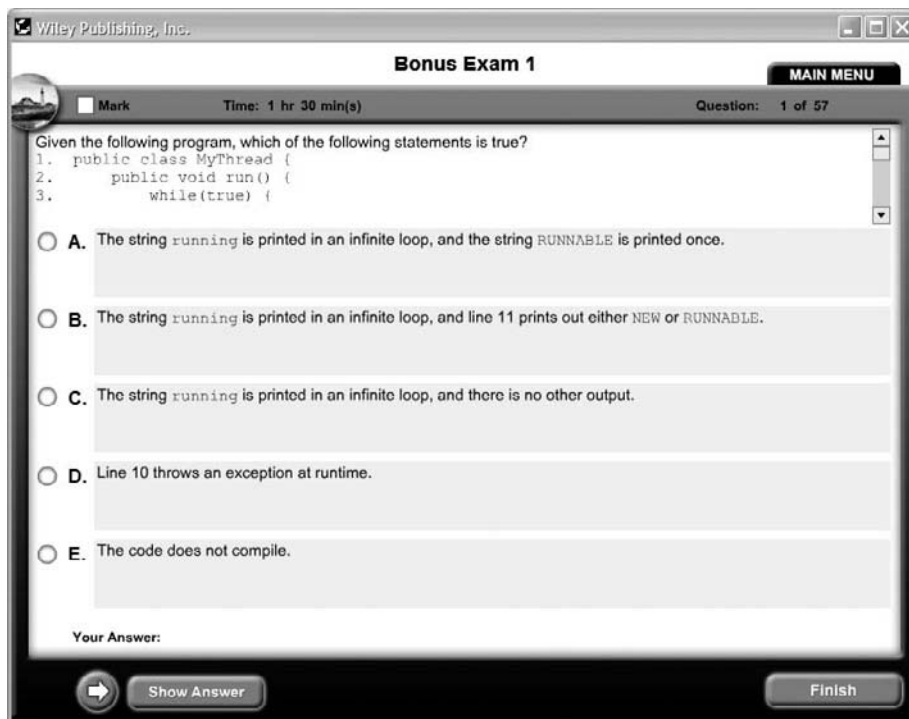 Wiley Publishing, Inc.
Bonus Exam 1
MAIN MENU
Mark Time: 1 hr 30 min(s) Question: 1 of 57
Given the following program, which of the following statements is true?
1. public class MyThread {
2. public void run() {
3. while(true) {
A. The string running is printed in an infinite loop, and the string RUNNABLE is printed once.
B. The string running is printed in an infinite loop, and line 11 prints out either NEW or RUNNABLE.
C. The string running is printed in an infinite loop, and there is no other output.
D. Line 10 throws an exception at runtime.
E. The code does not compile.
Your Answer:
Show Answer Finish